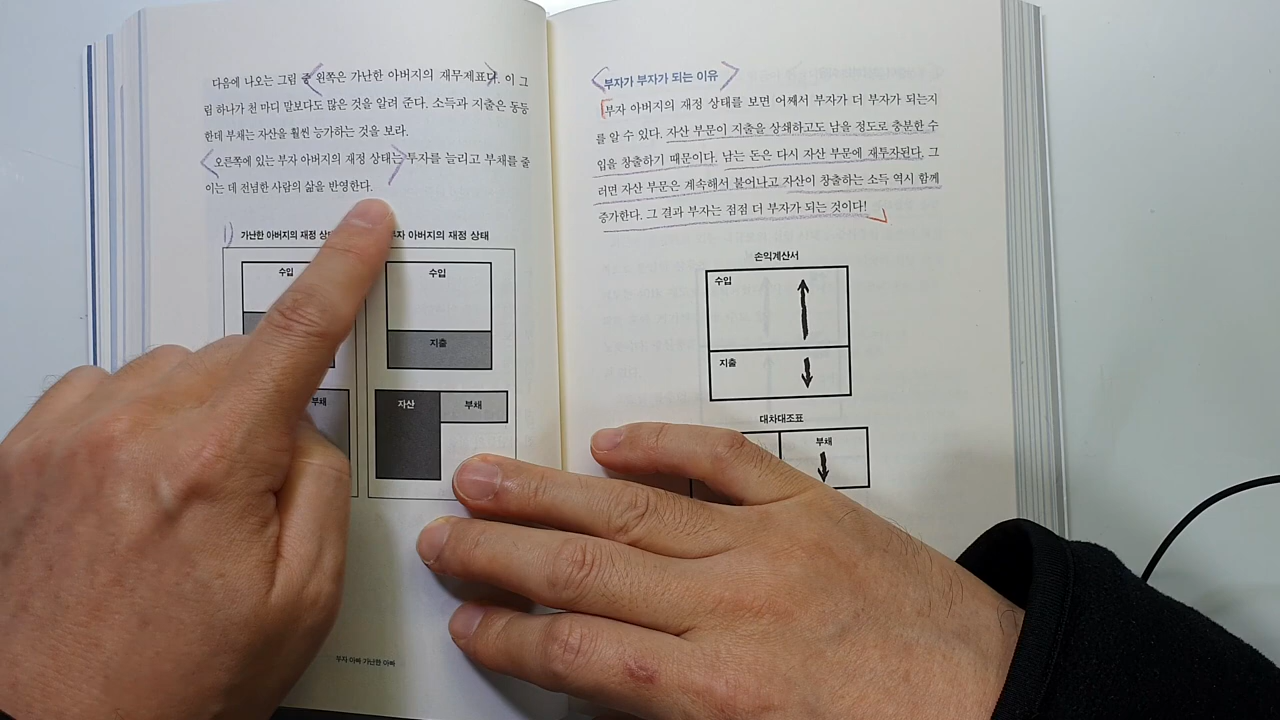 다음에 나오는 그림 중 왼쪽은 가난한 아버지의 재무제표다. 이 그
림 하나가 천 마디 말보다도 많은 것을 알려 준다. 소득과 지출은 동등
한데 부채는 자산을 훨씬 능가하는 것을 보라.
오른쪽에 있는 부자 아버지의 재정 상태는 투자를 늘리고 부채를 줄
이는 데 전념한 사람의 삶을 반영한다.
가난한 아버지의 재정
아버지의 재정 상태
수입
수입
지출
부채
자산
부채
부자 아빠 가난한 아빠
부자가 부자가 되는 이유
부자 아버지의 재정 상태를 보면 어째서 부자가 더 부자가 되는지
를 알 수 있다. 자산 부문이 지출을 상쇄하고도 남을 정도로 충분한 수
입을 창출하기 때문이다. 남는 돈은 다시 자산 부문에 재투자된다. 그
러면 자산 부문은 계속해서 불어나고 자산이 창출하는 소득 역시 함께
증가한다. 그 결과 부자는 점점 더 부자가 되는 것이다!
손익계산서
수입
지출
대차대조표
부채